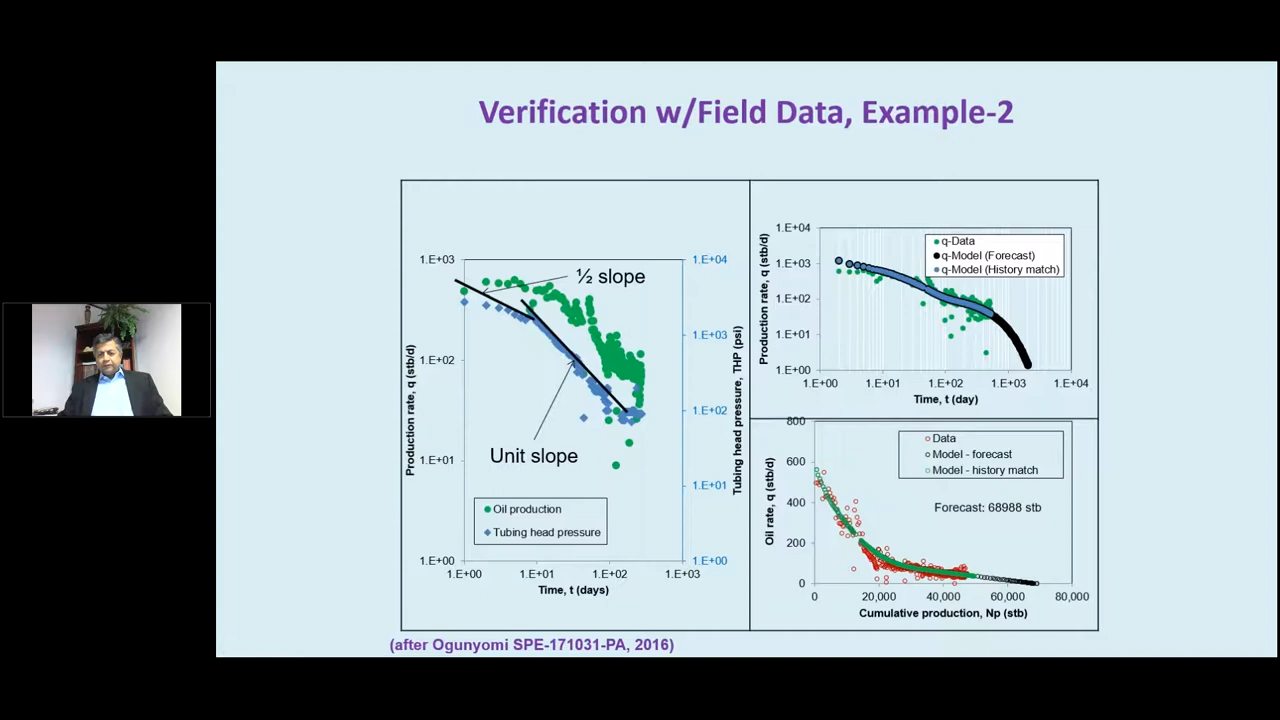 Verification w/Field Data, Example-2
1.E+03
1.E+02
1.E+01
1.E+00
Production rate, q (stb/d)
1.E+04
1.E+03
1.E+02
1.E+01
1.E+00
Tubing head pressure, THP (psi)
½ slope
Unit slope
Oil production
Tubing head pressure
1.E+00
1.E+01
1.E+02
1.E+03
Time, t (days)
1.E+04
1.E+03
1.E+02
1.E+01
1.E+00
Production rate, q (stb/d)
q-Data
q-Model (Forecast)
q-Model (History match)
1.E+00
1.E+01
1.E+02
1.E+03
1.E+04
Time, t (day)
800
600
400
200
0
Oil rate, q (stb/d)
Data
Model - forecast
Model - history match
Forecast: 68988 stb
0
20,000
40,000
60,000
80,000
Cumulative production, Np (stb)
(after Ogunyomi SPE-171031-PA, 2016)